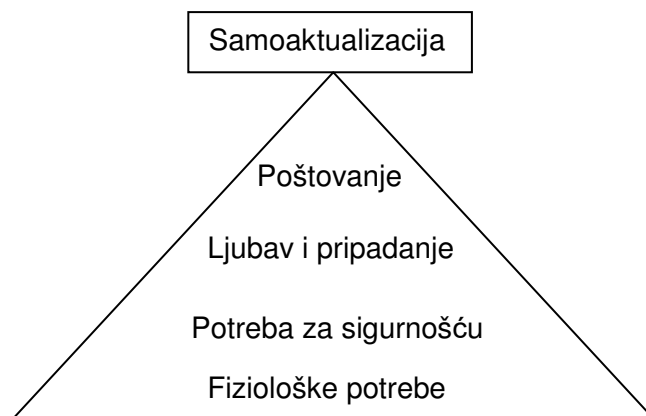 Samoaktualizacija
Poštovanje
Ljubav i pripadanje
Potreba za sigurnošću
Fiziološke potrebe